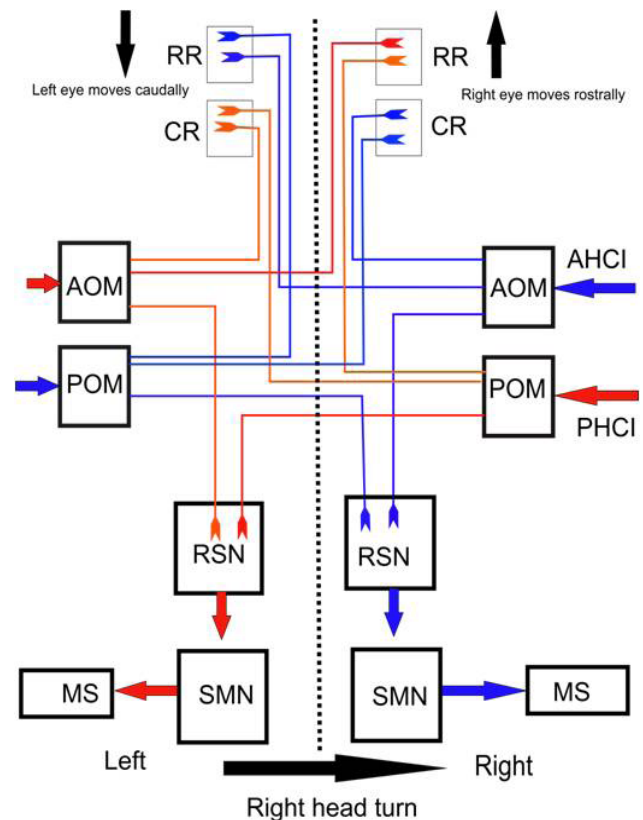 RR
RR
Left eye moves caudally
Right eye moves rostrally
CR
CR
AOM
AOM
AHCI
POM
POM
PHCI
RSN
RSN
MS
SMN
SMN
MS
Left
Right
Right head turn